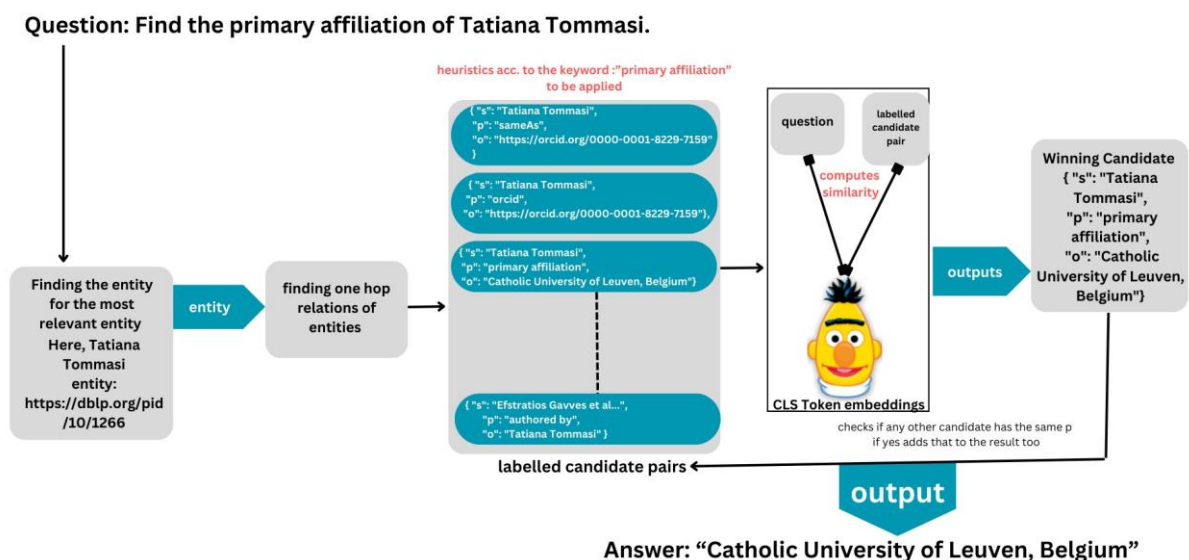 Question: Find the primary affiliation of Tatiana Tommasi.
heuristics acc. to the keyword :"primary affiliation"
to be applied
{ "s": "Tatiana Tommasi",
"p": "sameAs",
"o": "https://orcid.org/0000-0001-8229-7159"
}
{ "s": "Tatiana Tommasi",
"p": "orcid",
"o": "https://orcid.org/0000-0001-8229-7159"},
{ "s": "Tatiana Tommasi",
"p": "primary affiliation",
"o": "Catholic University of Leuven, Belgium"}
{ "s": "Efstratios Gavves et al...",
"p": "authored by",
"o": "Tatiana Tommasi" }
labelled candidate pairs
Finding the entity
for the most
relevant entity
Here, Tatiana
Tommasi
entity:
https://dblp.org/pid
/10/1266
entity
finding one hop
relations of
entities
question
labelled
candidate
pair
computes
similarity
CLS Token embeddings
outputs
Winning Candidate
{ "s": "Tatiana
Tommasi",
"p": "primary
affiliation",
"o": "Catholic
University of Leuven,
Belgium"}
checks if any other candidate has the same p
if yes adds that to the result too
output
Answer: “Catholic University of Leuven, Belgium”